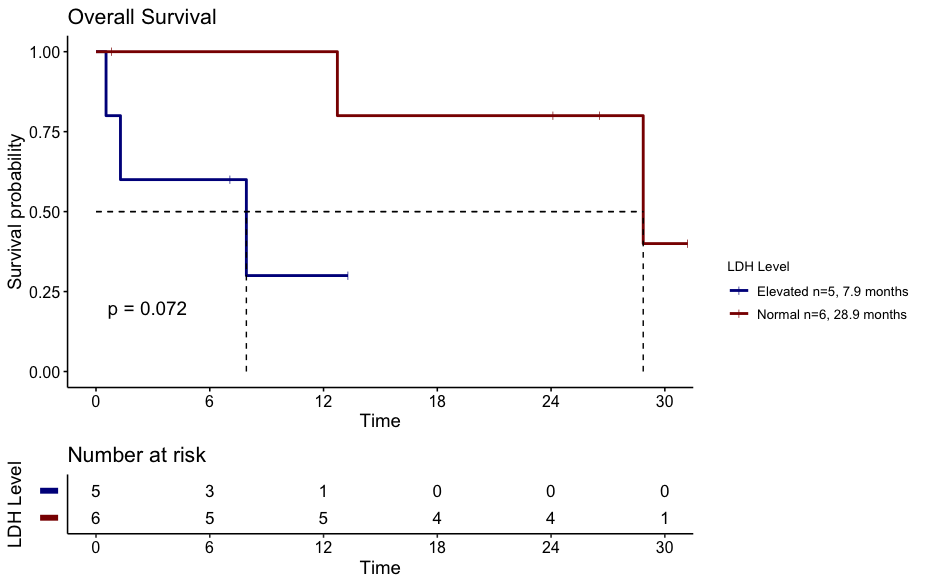 Overall Survival
Survival probability
1.00
0.75
0.50
0.25
0.00
p = 0.072
0 6 12 18 24 30
Time
LDH Level
Elevated n=5, 7.9 months
Normal n=6, 28.9 months
Number at risk
LDH Level
5 3 1 0 0 0
6 5 5 4 4 1
0 6 12 18 24 30
Time